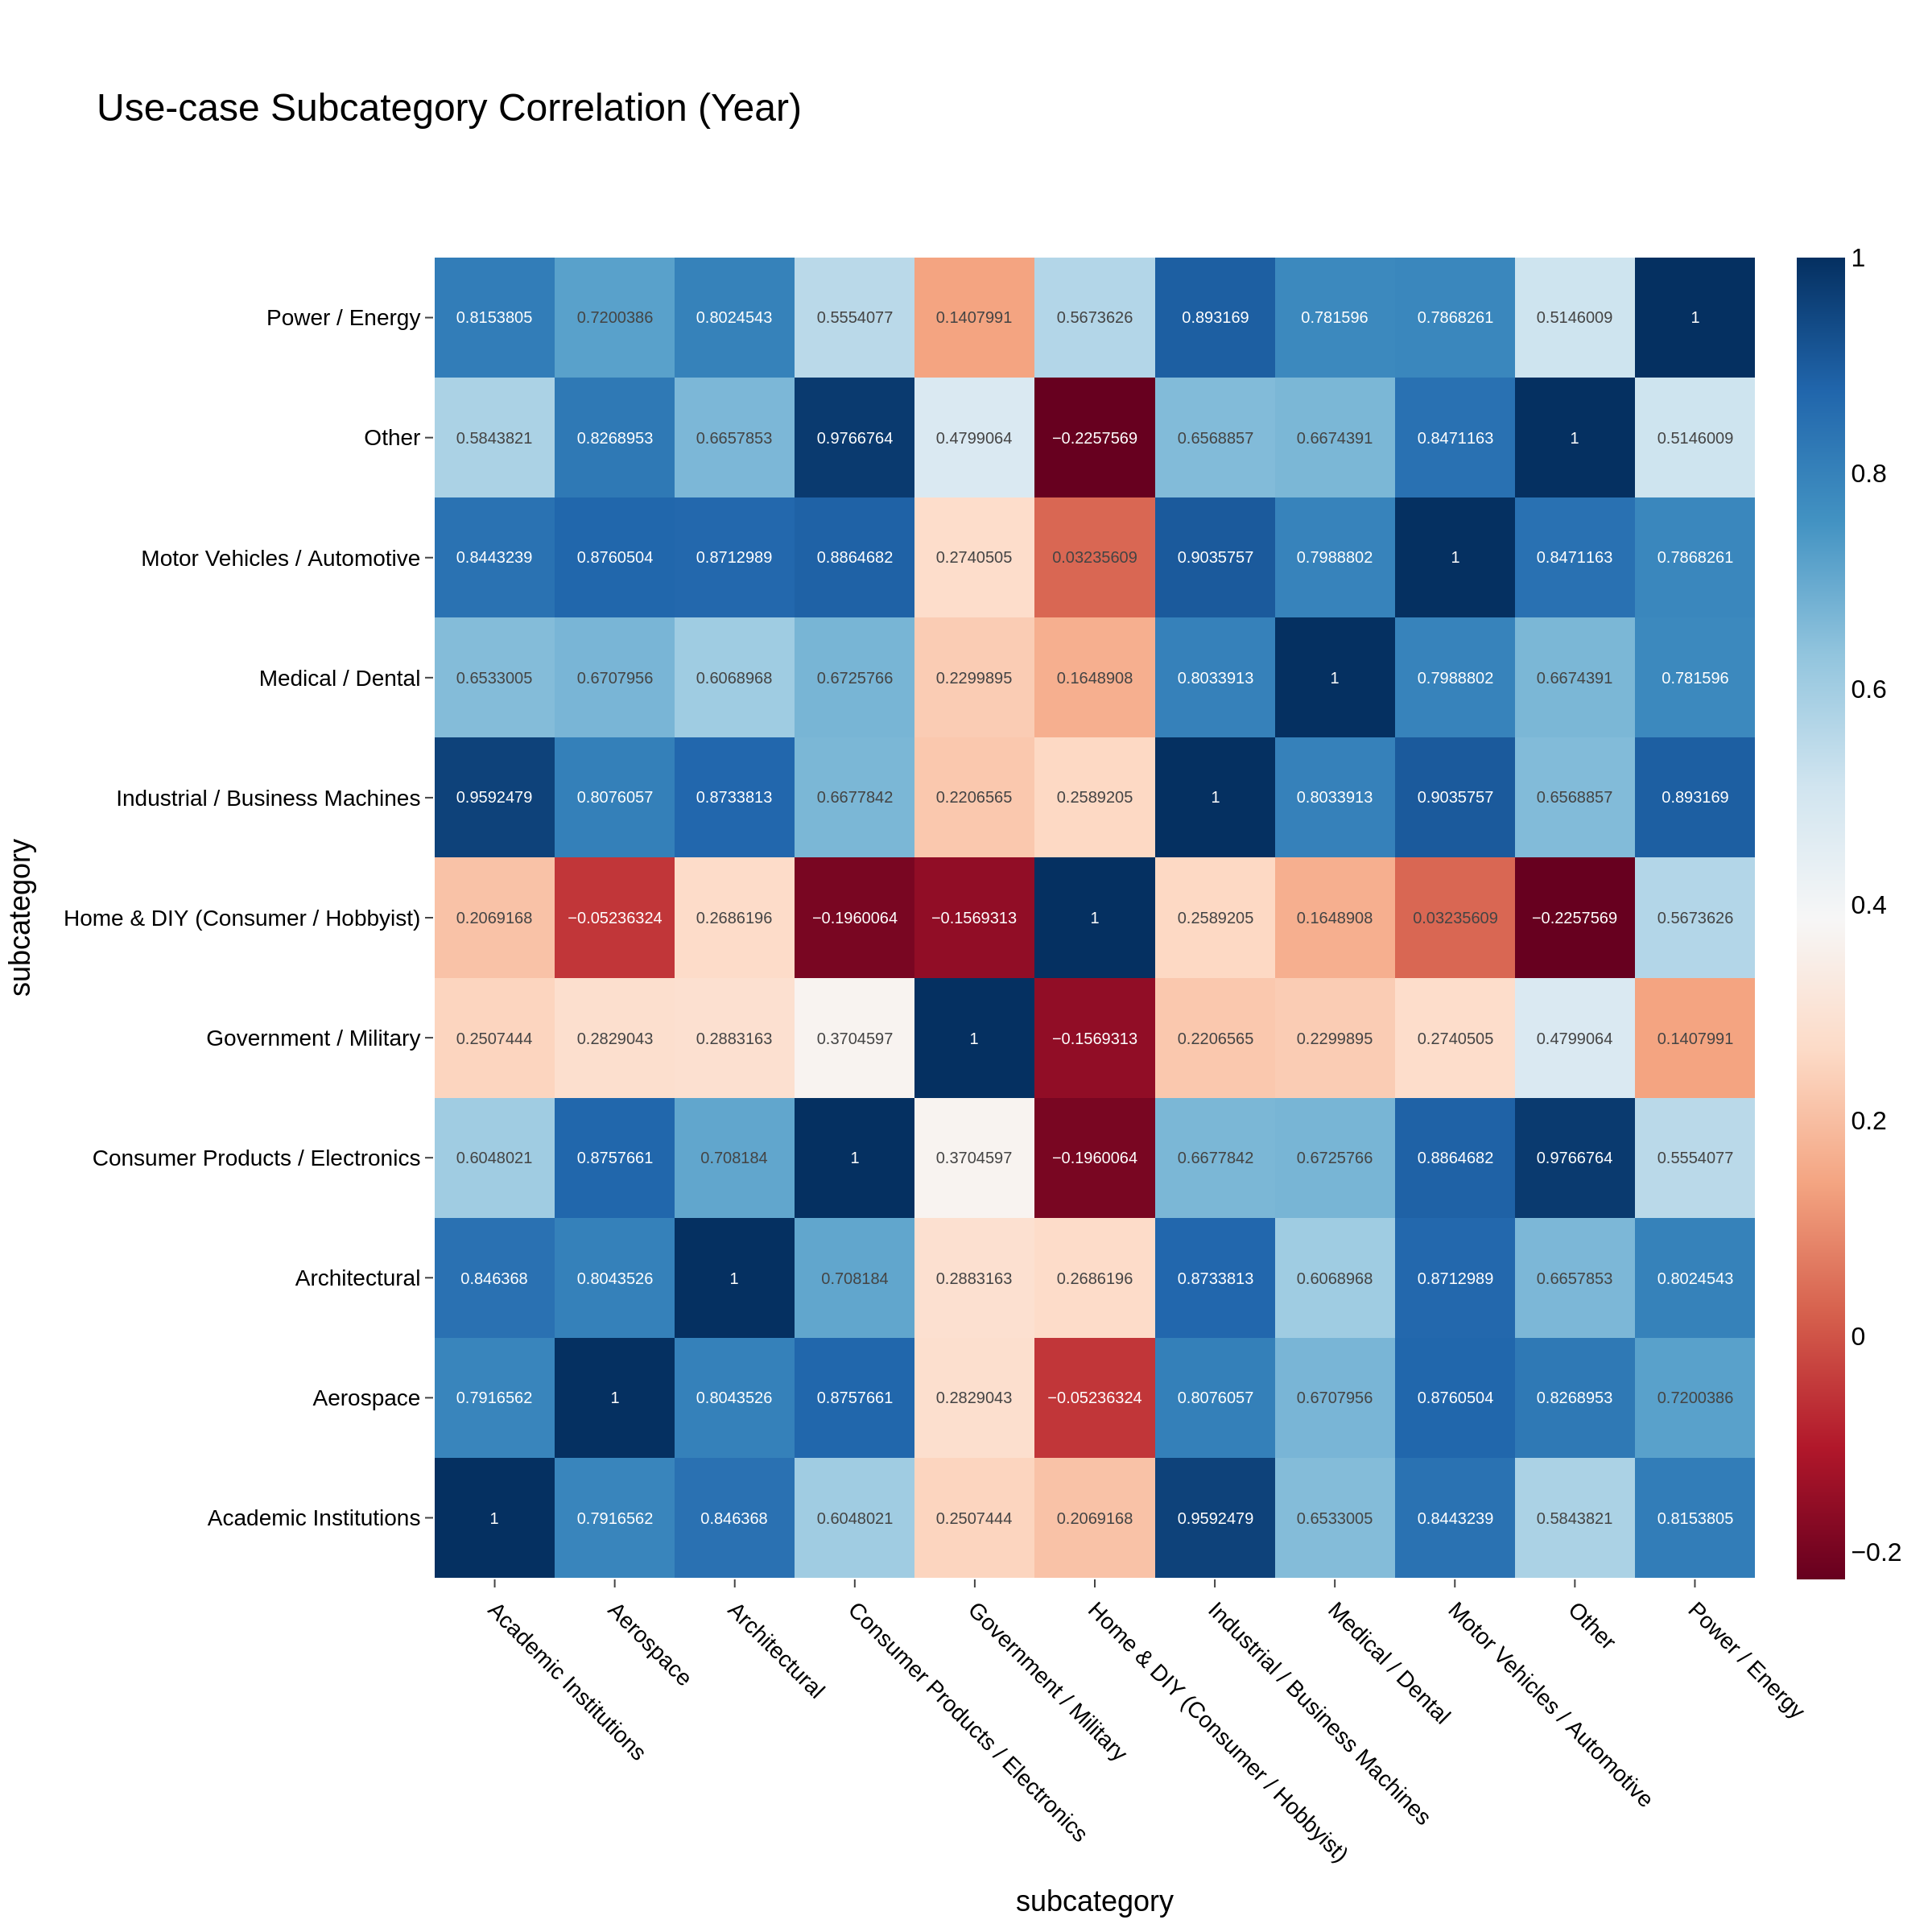 Use-case Subcategory Correlation (Year)
Power / Energy 0.8153805 0.7200386 0.8024543 0.5554077 0.1407991 0.5673626 0.893169 0.781596 0.7868261 0.5146009 1
Other 0.5843821 0.8268953 0.6657853 0.9766764 0.4799064 −0.2257569 0.6568857 0.6674391 0.8471163 1 0.5146009
Motor Vehicles / Automotive 0.8443239 0.8760504 0.8712989 0.8864682 0.2740505 0.03235609 0.9035757 0.7988802 1 0.8471163 0.7868261
Medical / Dental 0.6533005 0.6707956 0.6068968 0.6725766 0.2299895 0.1648908 0.8033913 1 0.7988802 0.6674391 0.781596
Industrial / Business Machines 0.9592479 0.8076057 0.8733813 0.6677842 0.2206565 0.2589205 1 0.8033913 0.9035757 0.6568857 0.893169
Home & DIY (Consumer / Hobbyist) 0.2069168 −0.05236324 0.2686196 −0.1960064 −0.1569313 1 0.2589205 0.1648908 0.03235609 −0.2257569 0.5673626
Government / Military 0.2507444 0.2829043 0.2883163 0.3704597 1 −0.1569313 0.2206565 0.2299895 0.2740505 0.4799064 0.1407991
Consumer Products / Electronics 0.6048021 0.8757661 0.708184 1 0.3704597 −0.1960064 0.6677842 0.6725766 0.8864682 0.9766764 0.5554077
Architectural 0.846368 0.8043526 1 0.708184 0.2883163 0.2686196 0.8733813 0.6068968 0.8712989 0.6657853 0.8024543
Aerospace 0.7916562 1 0.8043526 0.8757661 0.2829043 −0.05236324 0.8076057 0.6707956 0.8760504 0.8268953 0.7200386
Academic Institutions 1 0.7916562 0.846368 0.6048021 0.2507444 0.2069168 0.9592479 0.6533005 0.8443239 0.5843821 0.8153805
subcategory
Academic Institutions
Aerospace
Architectural
Consumer Products / Electronics
Government / Military
Home & DIY (Consumer / Hobbyist)
Industrial / Business Machines
Medical / Dental
Motor Vehicles / Automotive
Other
Power / Energy
subcategory
1
0.8
0.6
0.4
0.2
0
−0.2